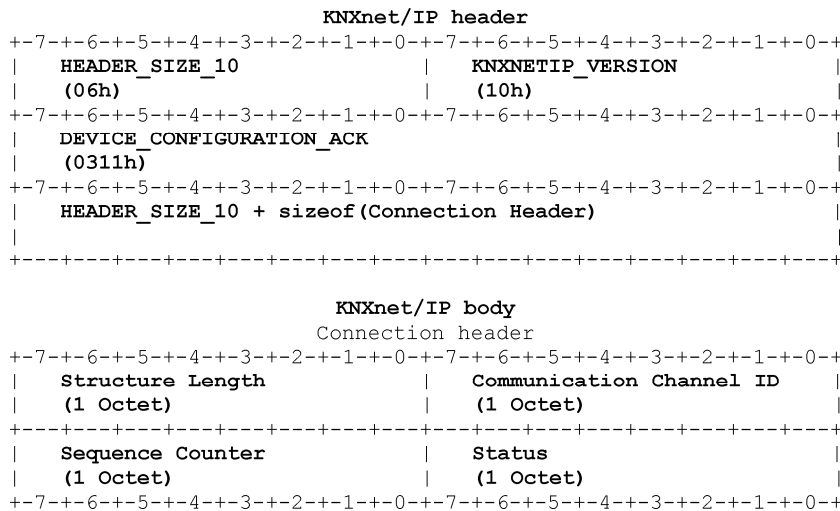 KNXnet/IP header
+-7-+-6-+-5-+-4-+-3-+-2-+-1-+-0-+-7-+-6-+-5-+-4-+-3-+-2-+-1-+-0-+
|   HEADER_SIZE_10              |   KNXNETIP_VERSION            |
|   (06h)                       |   (10h)                       |
+-7-+-6-+-5-+-4-+-3-+-2-+-1-+-0-+-7-+-6-+-5-+-4-+-3-+-2-+-1-+-0-+
|   DEVICE_CONFIGURATION_ACK                                    |
|   (0311h)                                                     |
+-7-+-6-+-5-+-4-+-3-+-2-+-1-+-0-+-7-+-6-+-5-+-4-+-3-+-2-+-1-+-0-+
|   HEADER_SIZE_10 + sizeof(Connection Header)                  |
|                                                               |
+---+---+---+---+---+---+---+---+---+---+---+---+---+---+---+---+
KNXnet/IP body
Connection header
+-7-+-6-+-5-+-4-+-3-+-2-+-1-+-0-+-7-+-6-+-5-+-4-+-3-+-2-+-1-+-0-+
|   Structure Length            |   Communication Channel ID    |
|   (1 Octet)                   |   (1 Octet)                   |
+---+---+---+---+---+---+---+---+---+---+---+---+---+---+---+---+
|   Sequence Counter            |   Status                      |
|   (1 Octet)                   |   (1 Octet)                   |
+-7-+-6-+-5-+-4-+-3-+-2-+-1-+-0-+-7-+-6-+-5-+-4-+-3-+-2-+-1-+-0-+